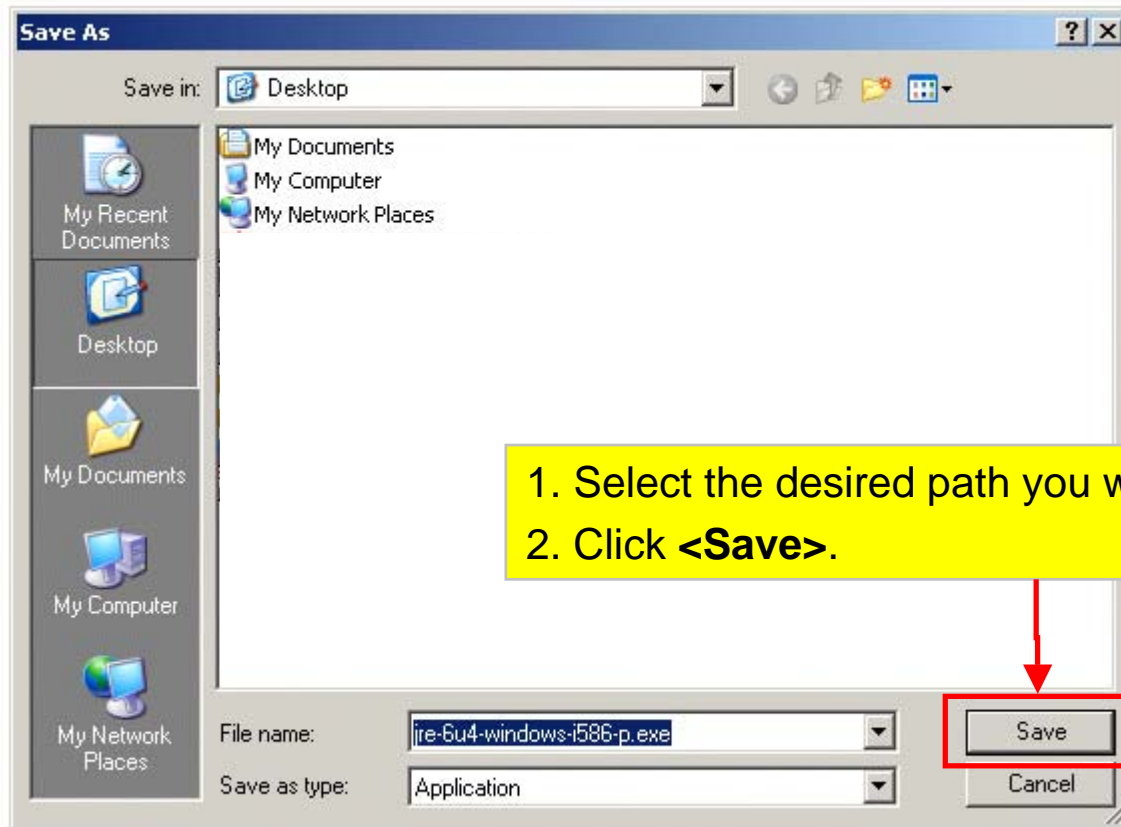 Save As
Save in: Desktop
My Documents
My Computer
My Network Places
My Recent
Documents
Desktop
My Documents
My Computer
My Network
Places
1. Select the desired path you
2. Click <Save>.
File name: jre-6u4-windows-i586-p.exe Save
Save as type: Application Cancel